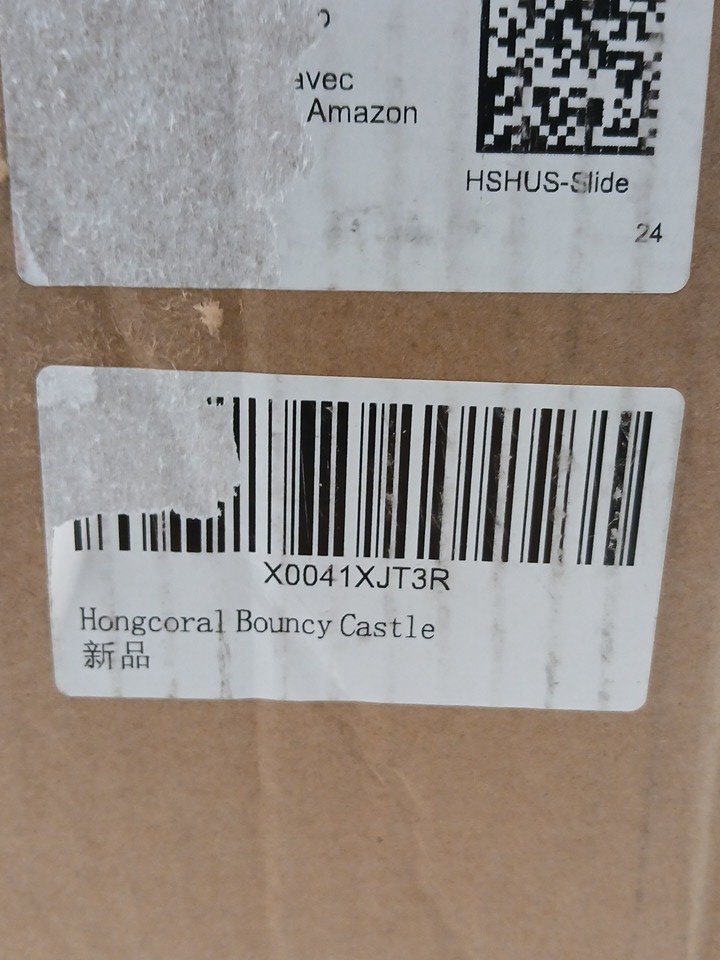 avec
Amazon
HSHUS-Slide
24
X0041XJT3R
Hongcoral Bouncy Castle
新品